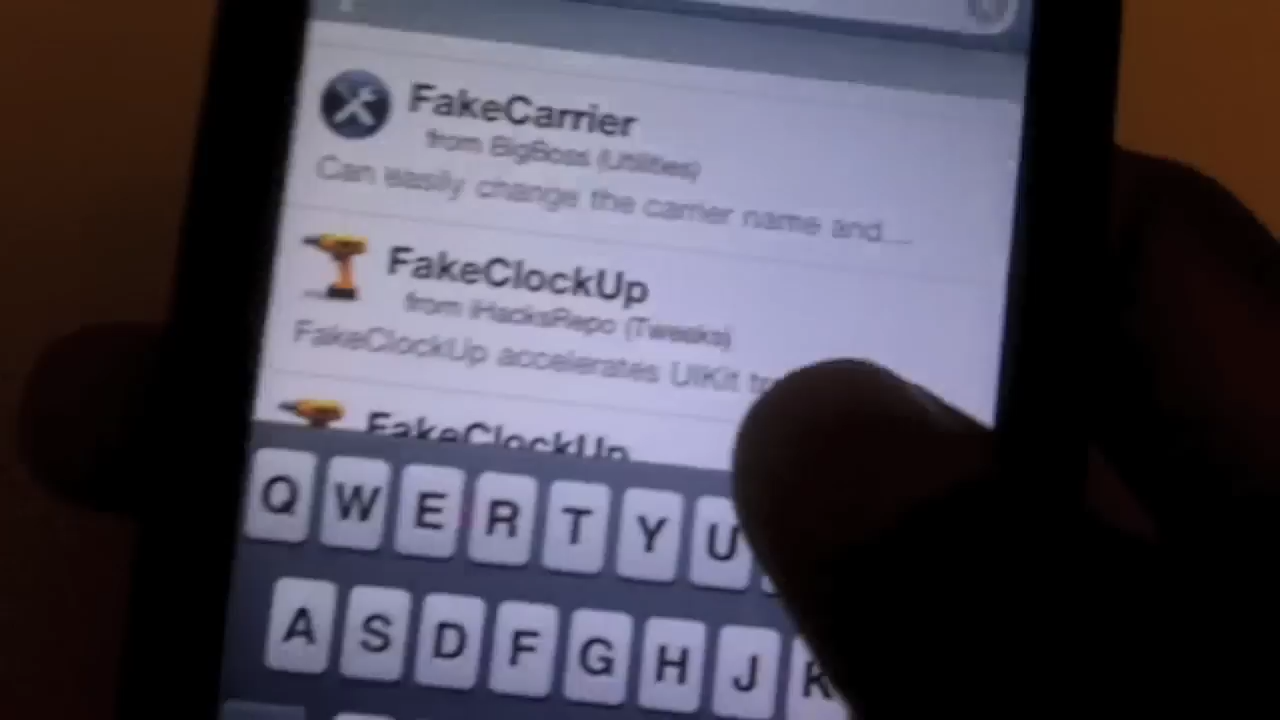 FakeCarrier
from BigBoss (Utilities)
Can easily change the carrier name and...
FakeClockUp
from iHacksRepo (Tweaks)
FakeClockUp accelerates UIKit
FakeClockUp
Q W E R T Y U
A S D F G H J K